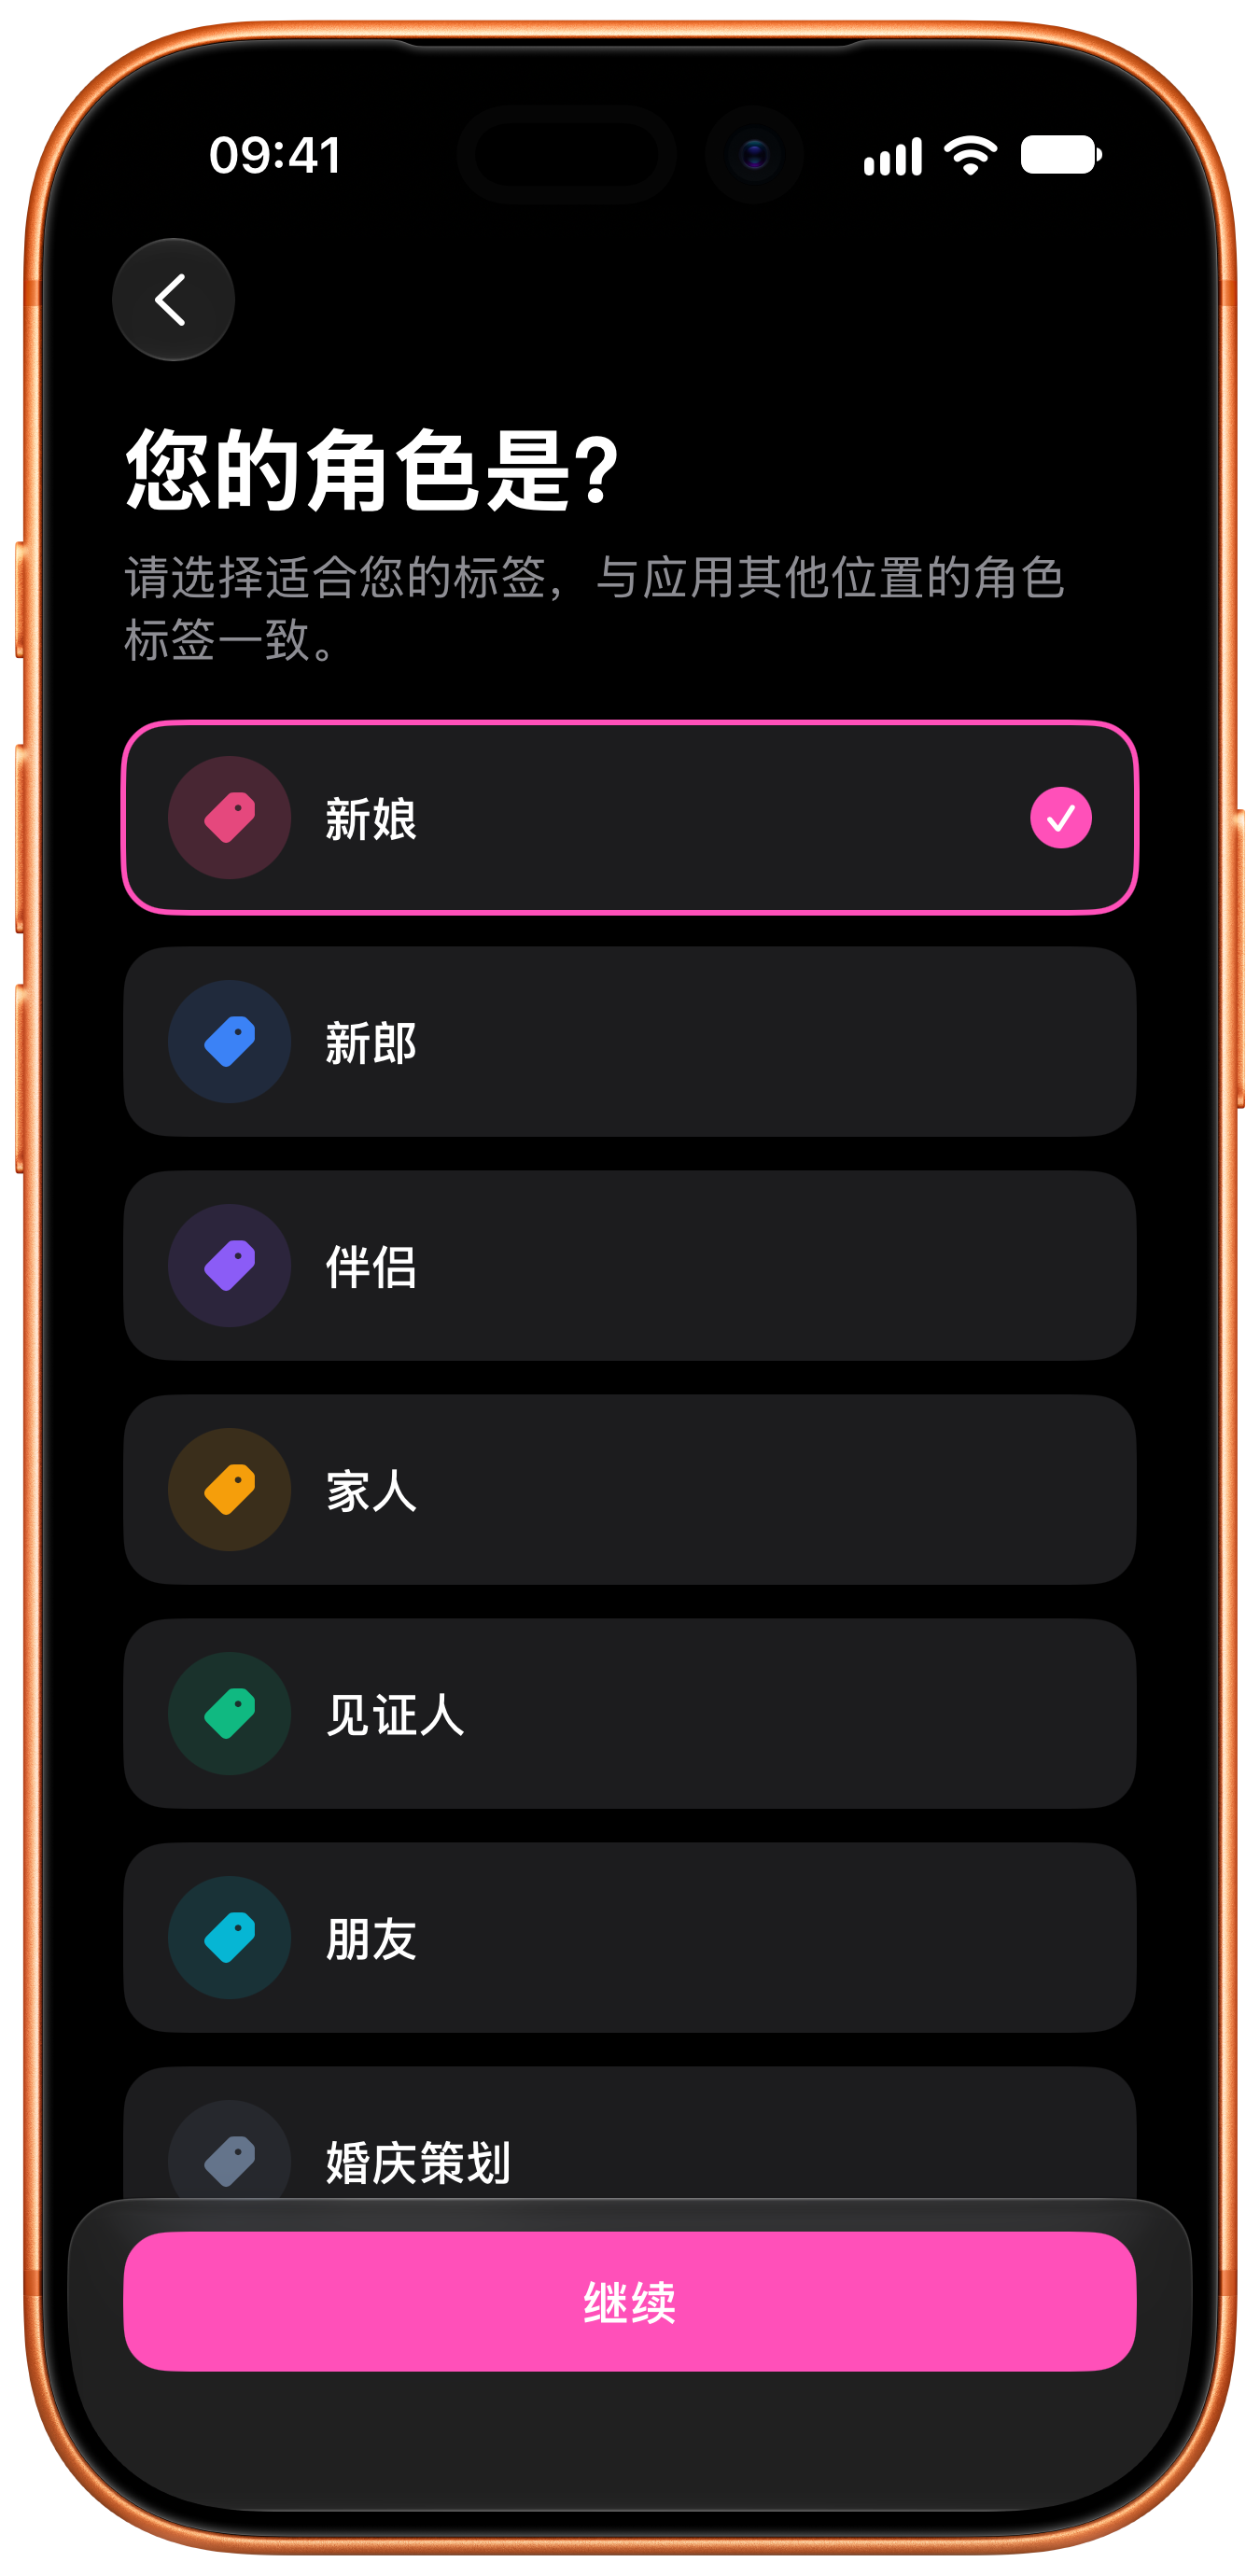 09:41
您的角色是?
请选择适合您的标签，与应用其他位置的角色
标签一致。
新娘
新郎
伴侣
家人
见证人
朋友
婚庆策划
继续